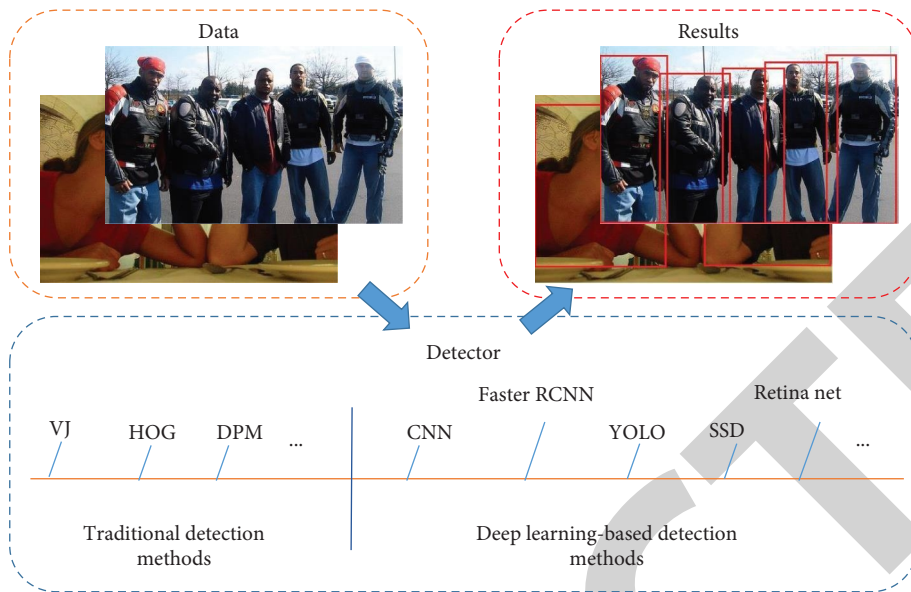 Data
Results
Detector
Faster RCNN
Retina net
VJ
HOG
DPM
...
CNN
YOLO
SSD
...
Traditional detection
methods
Deep learning-based detection
methods